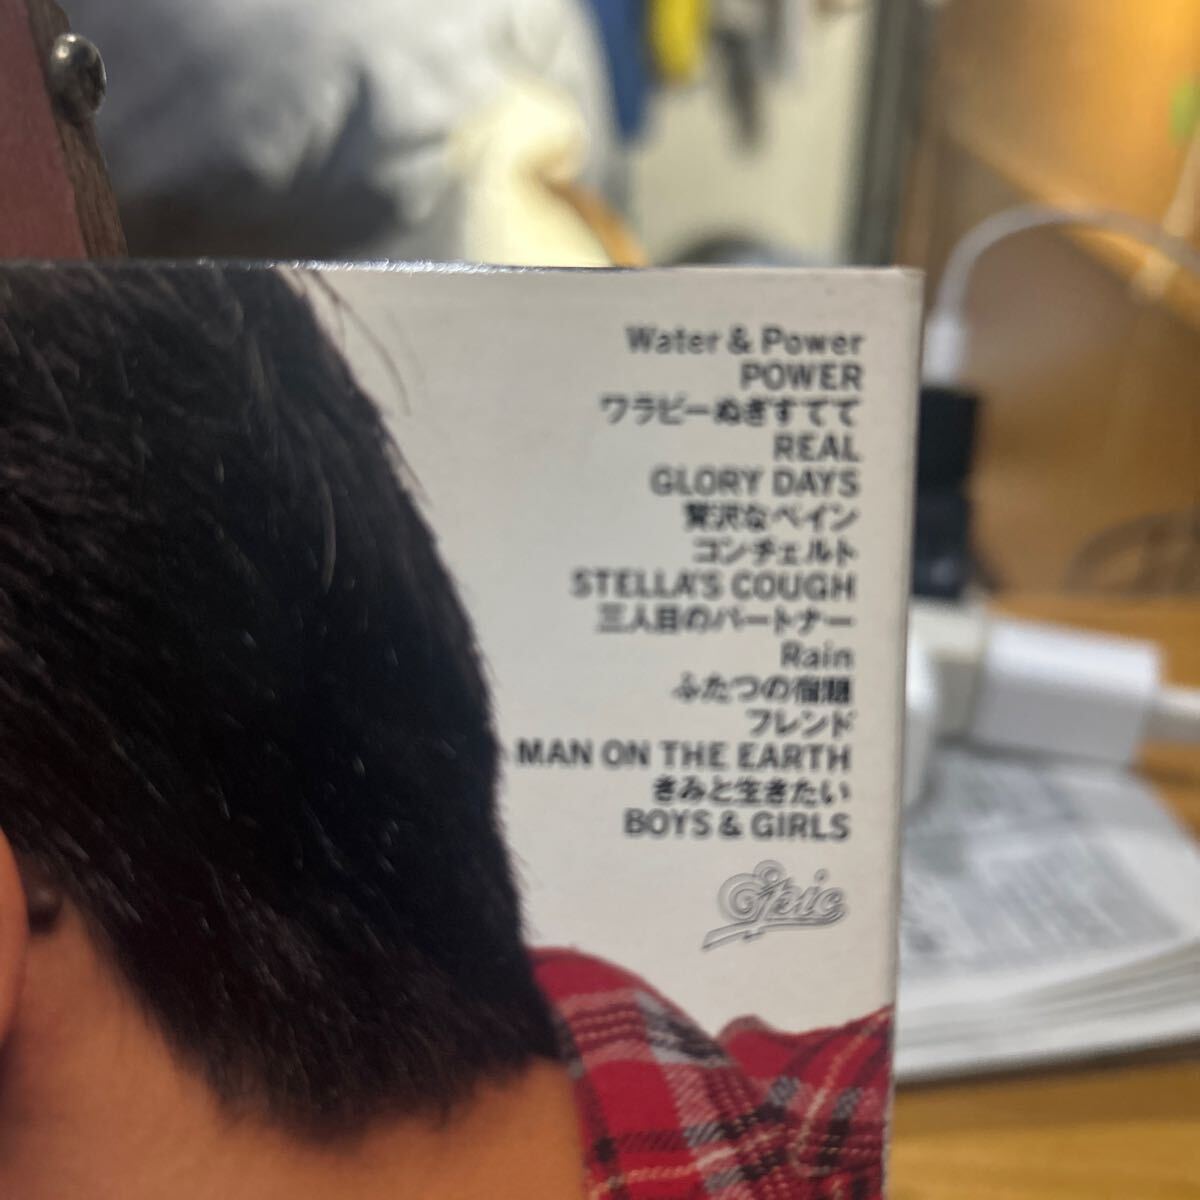 Water & Power
POWER
ワラビーぬぎすてて
REAL
GLORY DAYS
贅沢なペイン
コンチェルト
STELLA'S COUGH
三人目のパートナー
Rain
ふたつの宿題
フレンド
MAN ON THE EARTH
きみと生きたい
BOYS & GIRLS
Epic